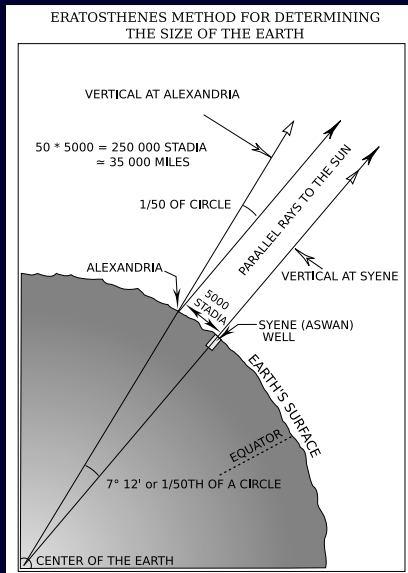 ERATOSTHENES METHOD FOR DETERMINING
THE SIZE OF THE EARTH
VERTICAL AT ALEXANDRIA
50 * 5000 = 250 000 STADIA
≃ 35 000 MILES
1/50 OF CIRCLE
PARALLEL RAYS TO THE SUN
ALEXANDRIA
VERTICAL AT SYENE
5000
STADIA
SYENE (ASWAN)
WELL
EARTH'S SURFACE
EQUATOR
7° 12' or 1/50TH OF A CIRCLE
CENTER OF THE EARTH